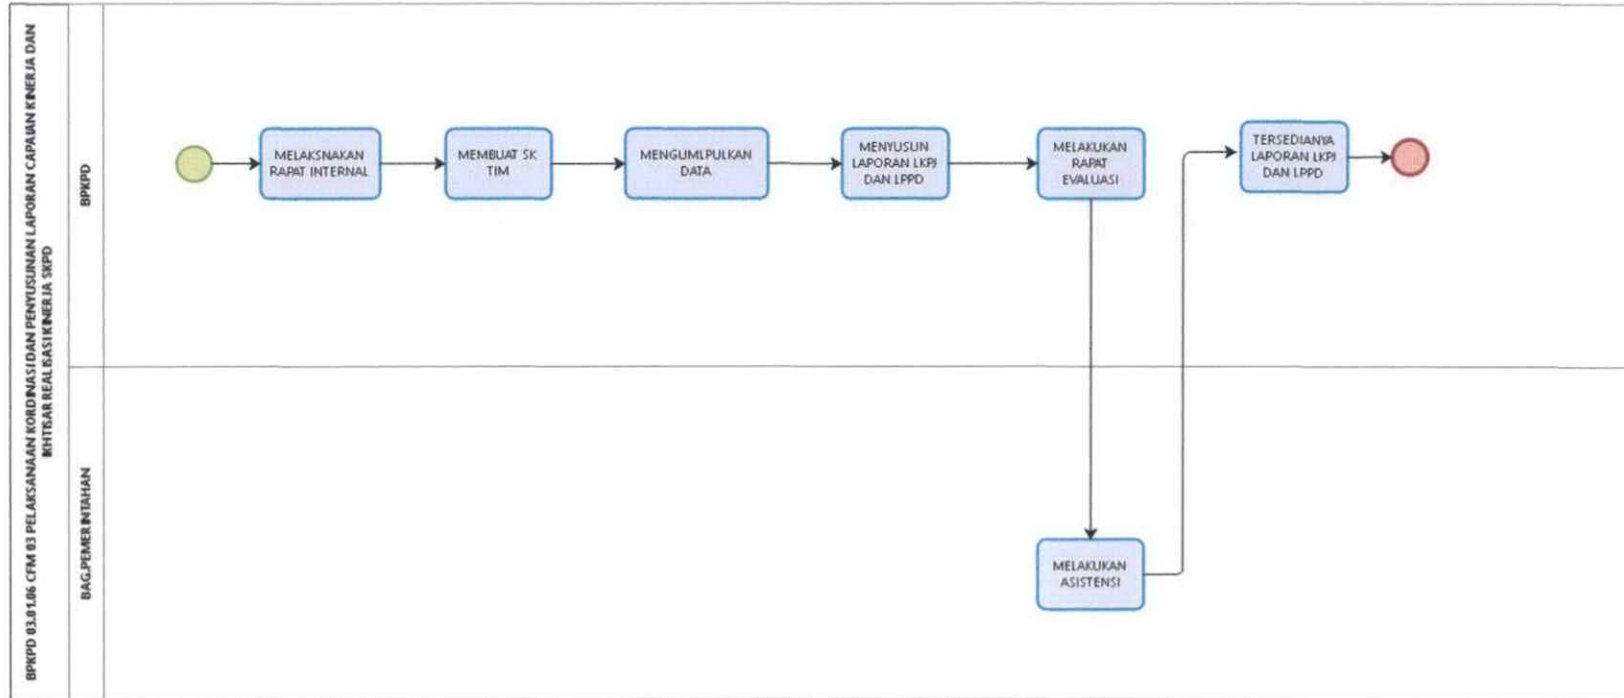 BPKPD 03.01.06 CFM 03 PELAKSANAAN KORDINASI DAN PENYUSUNAN LAPORAN CAPAIAN KINERJA DAN
IKHTISAR REALISASI KINERJA SKPD
BPKPD
MELAKSNAKAN
RAPAT INTERNAL
MEMBUAT SK
TIM
MENGUMLPULKAN
DATA
MENYUSUN
LAPORAN LKPJ
DAN LPPD
MELAKUKAN
RAPAT
EVALUASI
TERSEDIANYA
LAPORAN LKPJ
DAN LPPD
BAG.PEMERINTAHAN
MELAKUKAN
ASISTENSI